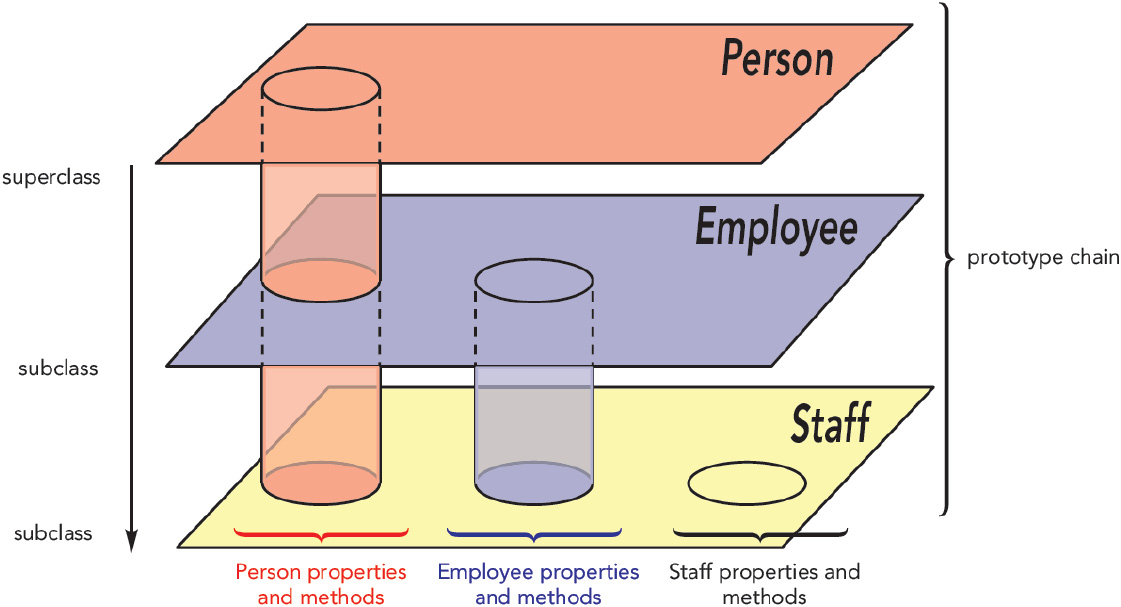 Person
superclass
Employee
prototype chain
subclass
Staff
subclass
Person properties
and methods
Employee properties
and methods
Staff properties and
methods